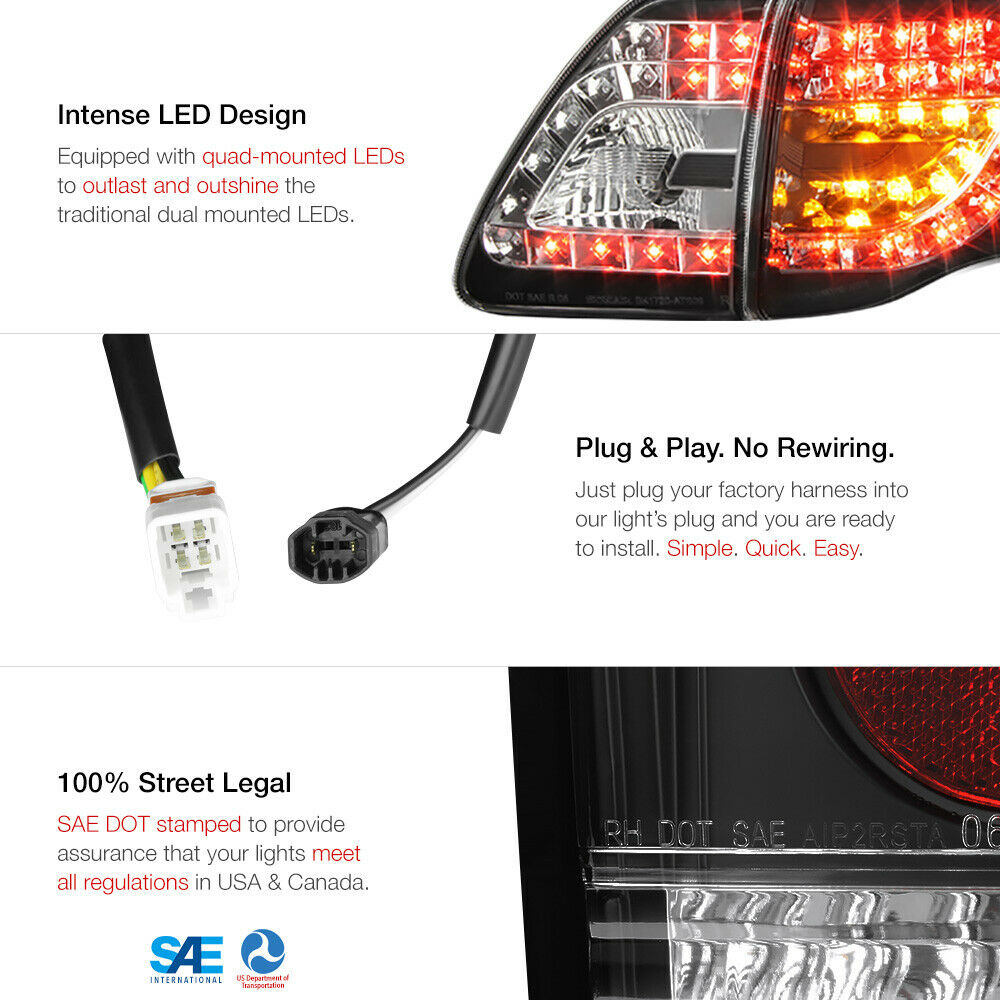 Intense LED Design
Equipped with quad-mounted LEDs
to outlast and outshine the
traditional dual mounted LEDs.
DOT SAE R 06
R
Plug & Play. No Rewiring.
Just plug your factory harness into
our light's plug and you are ready
to install. Simple. Quick. Easy.
100% Street Legal
SAE DOT stamped to provide
assurance that your lights meet
all regulations in USA & Canada.
RH DOT SAE AIP2RSTA 06
SAE
INTERNATIONAL
US Department of
Transportation